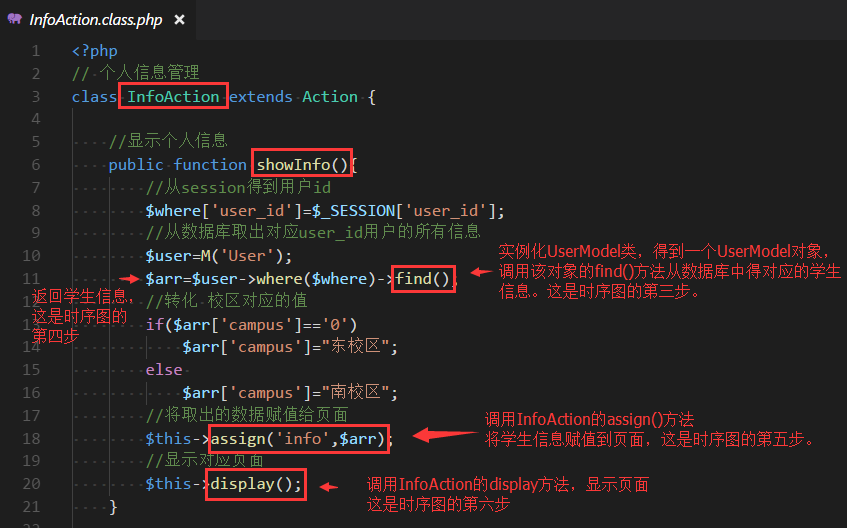 InfoAction.class.php ×
1 <?php
2 // 个人信息管理
3 class InfoAction extends Action {
4
5 //显示个人信息
6 public function showInfo(){
7 //从session得到用户id
8 $where['user_id']=$_SESSION['user_id'];
9 //从数据库取出对应user_id用户的所有信息
10 $user=M('User');
11 $arr=$user->where($where)->find();
实例化UserModel类，得到一个UserModel对象，
调用该对象的find()方法从数据库中得对应的学生
信息。这是时序图的第三步。
返回学生信息，
这是时序图的
第四步
12 //转化 校区对应的值
13 if($arr['campus']=='0')
14 $arr['campus']="东校区";
15 else
16 $arr['campus']="南校区";
17 //将取出的数据赋值给页面
18 $this->assign('info',$arr);
调用InfoAction的assign()方法
将学生信息赋值到页面，这是时序图的第五步。
19 //显示对应页面
20 $this->display();
调用InfoAction的display方法，显示页面
这是时序图的第六步
21 }